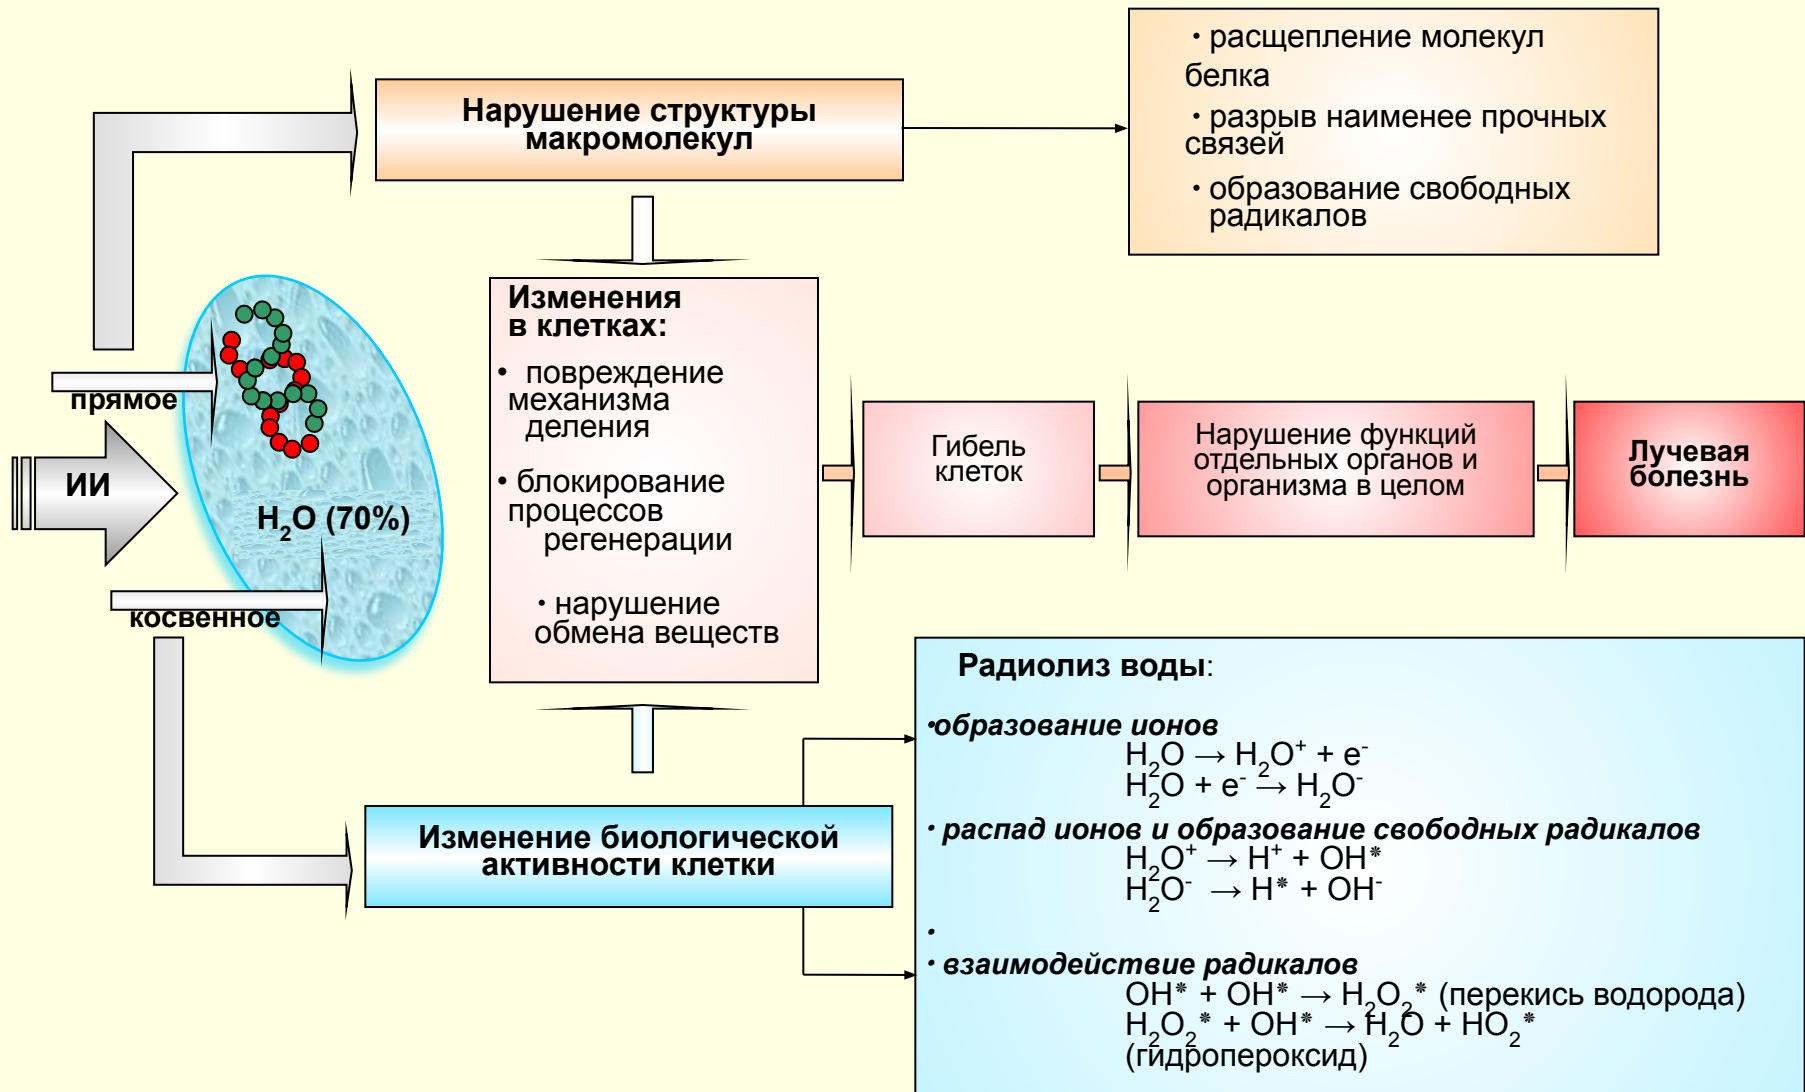 Нарушение структуры
макромолекул
· расщепление молекул
белка
· разрыв наименее прочных
связей
· образование свободных
радикалов
прямое
ИИ
H₂O (70%)
косвенное
Изменения
в клетках:
• повреждение
механизма
деления
• блокирование
процессов
регенерации
· нарушение
обмена веществ
Гибель
клеток
Нарушение функций
отдельных органов и
организма в целом
Лучевая
болезнь
Изменение биологической
активности клетки
Радиолиз воды:
·образование ионов
H₂O → H₂O⁺ + e⁻
H₂O + e⁻ → H₂O⁻
· распад ионов и образование свободных радикалов
H₂O⁺ → H⁺ + OH*
H₂O⁻ → H* + OH⁻
·
· взаимодействие радикалов
OH* + OH* → H₂O₂* (перекись водорода)
H₂O₂* + OH* → H₂O + HO₂*
(гидропероксид)